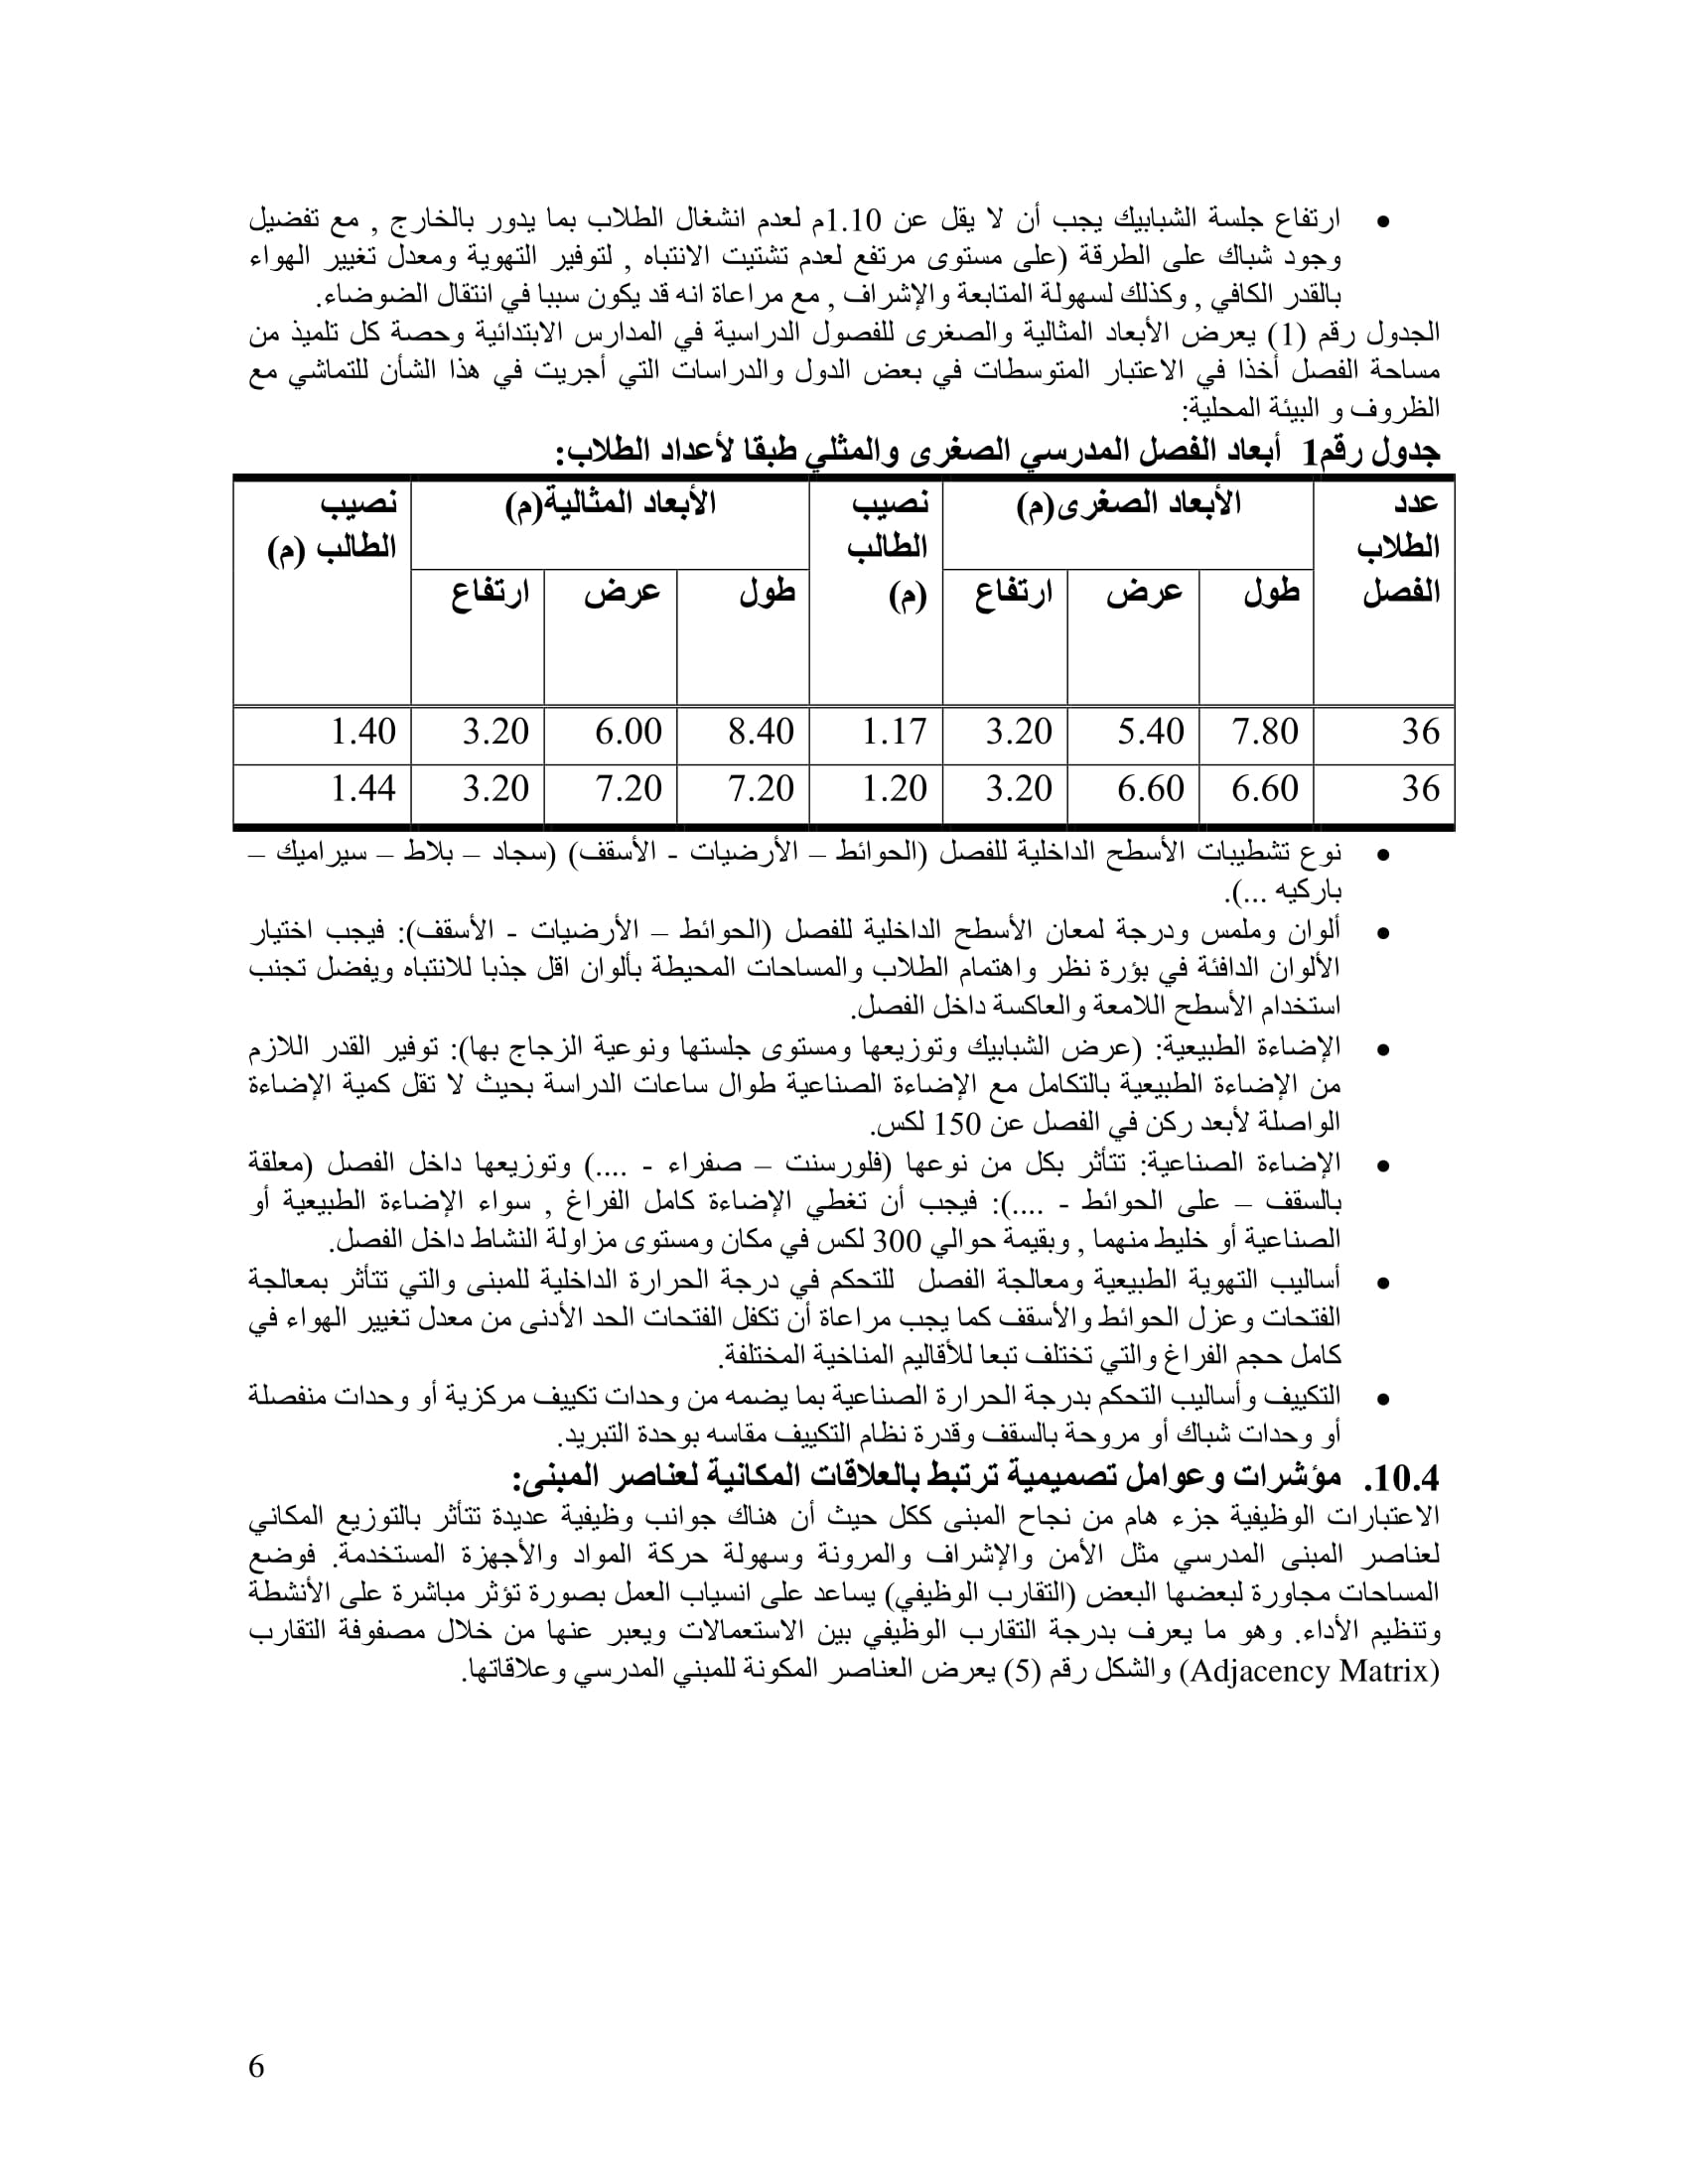 • ارتفاع جلسة الشبابيك يجب أن لا يقل عن 1.10م لعدم انشغال الطلاب بما يدور بالخارج , مع تفضيل
وجود شباك على الطرقة (على مستوى مرتفع لعدم تشتيت الانتباه , لتوفير التهوية ومعدل تغيير الهواء
بالقدر الكافي , وكذلك لسهولة المتابعة والإشراف , مع مراعاة انه قد يكون سببا في انتقال الضوضاء.
الجدول رقم (1) يعرض الأبعاد المثالية والصغرى للفصول الدراسية في المدارس الابتدائية وحصة كل تلميذ من
مساحة الفصل أخذا في الاعتبار المتوسطات في بعض الدول والدراسات التي أجريت في هذا الشأن للتماشي مع
الظروف و البيئة المحلية:
جدول رقم1 أبعاد الفصل المدرسي الصغرى والمثلي طبقا لأعداد الطلاب:
عدد الأبعاد الصغرى(م) نصيب الأبعاد المثالية(م) نصيب
الطلاب الطالب الطالب (م)
الفصل طول عرض ارتفاع (م) طول عرض ارتفاع
36 7.80 5.40 3.20 1.17 8.40 6.00 3.20 1.40
36 6.60 6.60 3.20 1.20 7.20 7.20 3.20 1.44
• نوع تشطيبات الأسطح الداخلية للفصل (الحوائط – الأرضيات - الأسقف) (سجاد – بلاط – سيراميك –
باركيه ...).
• ألوان وملمس ودرجة لمعان الأسطح الداخلية للفصل (الحوائط – الأرضيات - الأسقف): فيجب اختيار
الألوان الدافئة في بؤرة نظر واهتمام الطلاب والمساحات المحيطة بألوان اقل جذبا للانتباه ويفضل تجنب
استخدام الأسطح اللامعة والعاكسة داخل الفصل.
• الإضاءة الطبيعية: (عرض الشبابيك وتوزيعها ومستوى جلستها ونوعية الزجاج بها): توفير القدر اللازم
من الإضاءة الطبيعية بالتكامل مع الإضاءة الصناعية طوال ساعات الدراسة بحيث لا تقل كمية الإضاءة
الواصلة لأبعد ركن في الفصل عن 150 لكس.
• الإضاءة الصناعية: تتأثر بكل من نوعها (فلورسنت – صفراء - ....) وتوزيعها داخل الفصل (معلقة
بالسقف – على الحوائط - ....): فيجب أن تغطي الإضاءة كامل الفراغ , سواء الإضاءة الطبيعية أو
الصناعية أو خليط منهما , وبقيمة حوالي 300 لكس في مكان ومستوى مزاولة النشاط داخل الفصل.
• أساليب التهوية الطبيعية ومعالجة الفصل للتحكم في درجة الحرارة الداخلية للمبنى والتي تتأثر بمعالجة
الفتحات وعزل الحوائط والأسقف كما يجب مراعاة أن تكفل الفتحات الحد الأدنى من معدل تغيير الهواء في
كامل حجم الفراغ والتي تختلف تبعا للأقاليم المناخية المختلفة.
• التكييف وأساليب التحكم بدرجة الحرارة الصناعية بما يضمه من وحدات تكييف مركزية أو وحدات منفصلة
أو وحدات شباك أو مروحة بالسقف وقدرة نظام التكييف مقاسه بوحدة التبريد.
10.4. مؤشرات وعوامل تصميمية ترتبط بالعلاقات المكانية لعناصر المبنى:
الاعتبارات الوظيفية جزء هام من نجاح المبنى ككل حيث أن هناك جوانب وظيفية عديدة تتأثر بالتوزيع المكاني
لعناصر المبنى المدرسي مثل الأمن والإشراف والمرونة وسهولة حركة المواد والأجهزة المستخدمة. فوضع
المساحات مجاورة لبعضها البعض (التقارب الوظيفي) يساعد على انسياب العمل بصورة تؤثر مباشرة على الأنشطة
وتنظيم الأداء. وهو ما يعرف بدرجة التقارب الوظيفي بين الاستعمالات ويعبر عنها من خلال مصفوفة التقارب
(Adjacency Matrix) والشكل رقم (5) يعرض العناصر المكونة للمبني المدرسي وعلاقاتها.
6